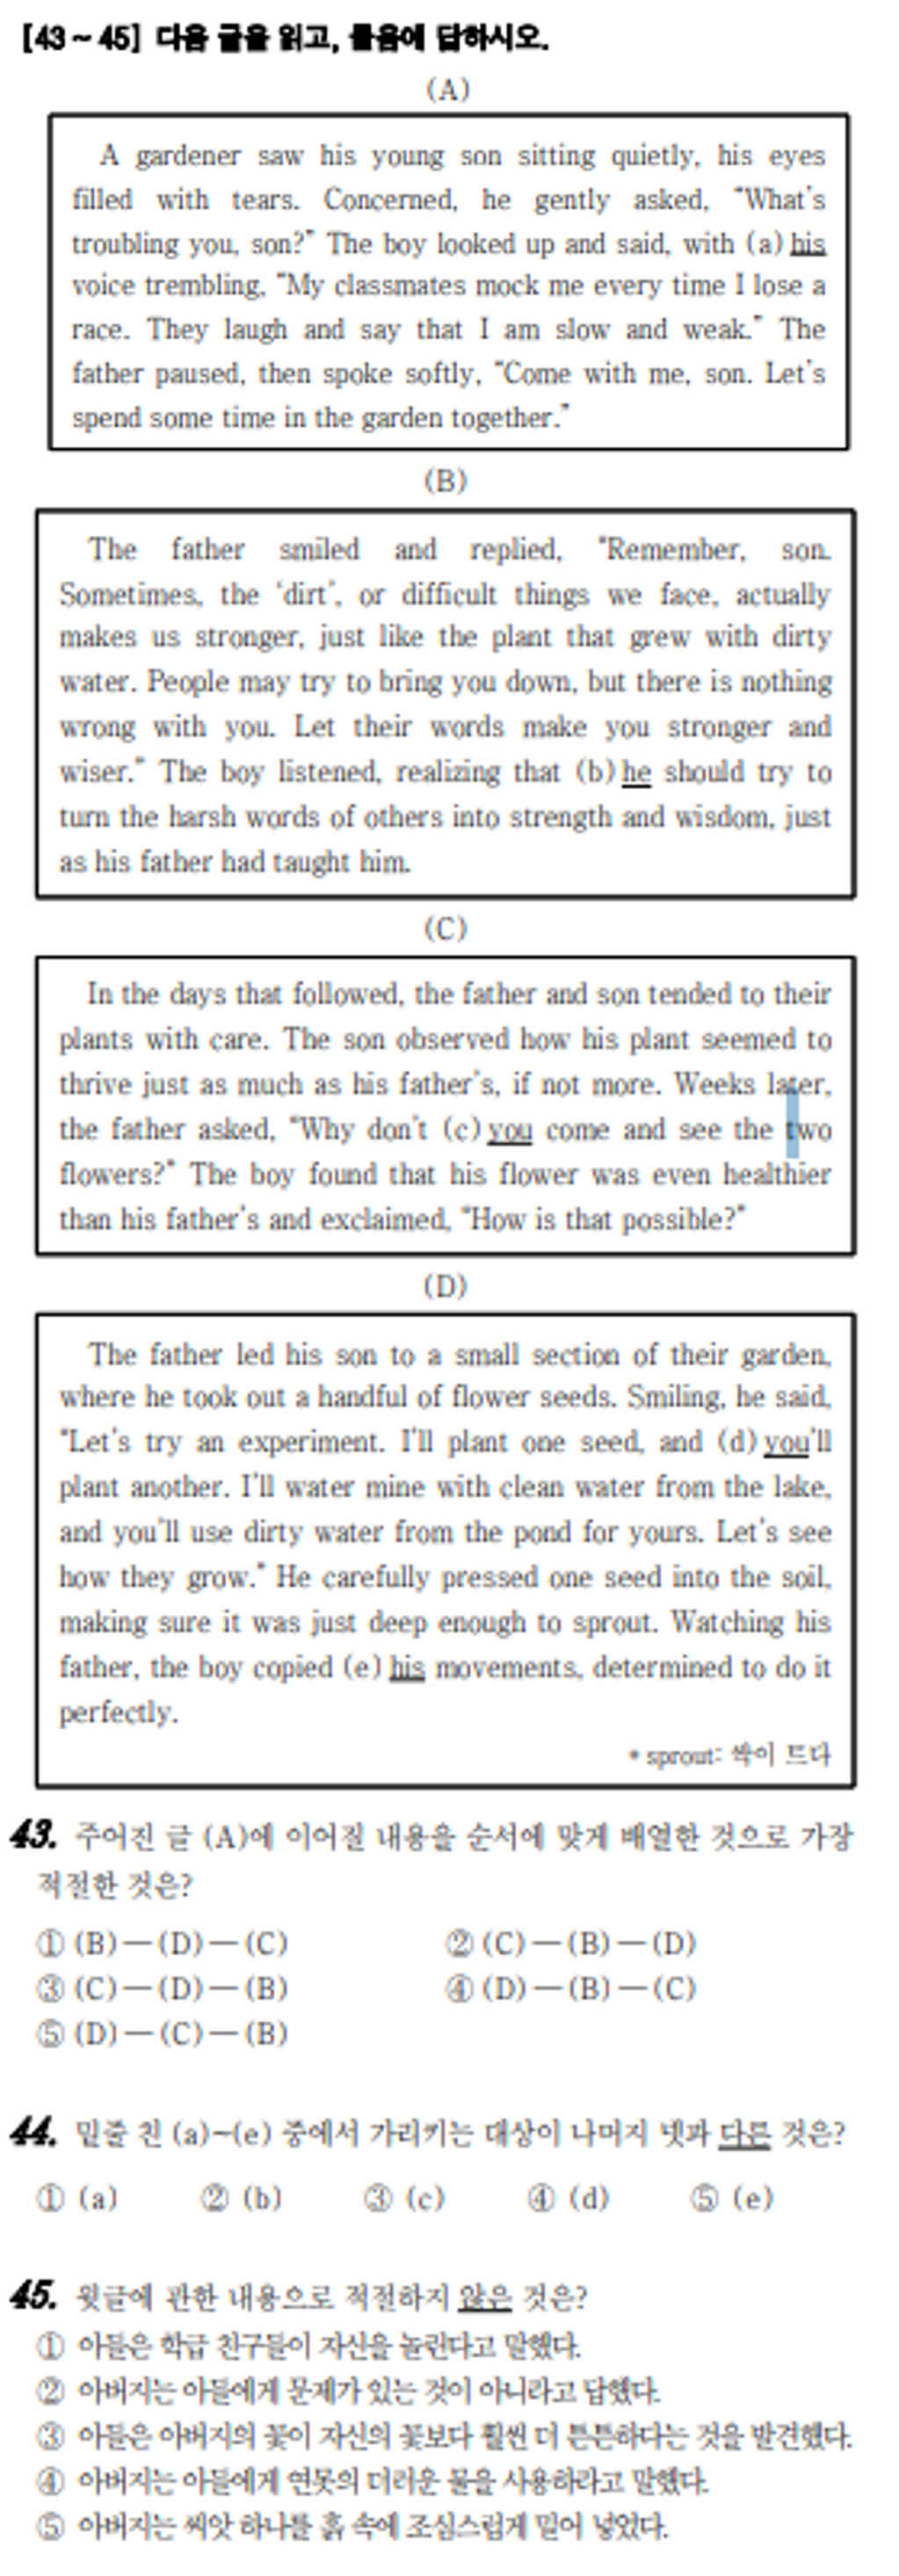 [43 ~ 45] 다음 글을 읽고, 물음에 답하시오.
(A)
A gardener saw his young son sitting quietly, his eyes
filled with tears. Concerned, he gently asked, “What's
troubling you, son?” The boy looked up and said, with (a) his
voice trembling, “My classmates mock me every time I lose a
race. They laugh and say that I am slow and weak.” The
father paused, then spoke softly, “Come with me, son. Let's
spend some time in the garden together.”
(B)
The father smiled and replied, “Remember, son.
Sometimes, the ‘dirt’, or difficult things we face, actually
makes us stronger, just like the plant that grew with dirty
water. People may try to bring you down, but there is nothing
wrong with you. Let their words make you stronger and
wiser.” The boy listened, realizing that (b) he should try to
turn the harsh words of others into strength and wisdom, just
as his father had taught him.
(C)
In the days that followed, the father and son tended to their
plants with care. The son observed how his plant seemed to
thrive just as much as his father's, if not more. Weeks later,
the father asked, “Why don't (c) you come and see the two
flowers?” The boy found that his flower was even healthier
than his father's and exclaimed, “How is that possible?”
(D)
The father led his son to a small section of their garden,
where he took out a handful of flower seeds. Smiling, he said,
“Let's try an experiment. I'll plant one seed, and (d) you'll
plant another. I'll water mine with clean water from the lake,
and you'll use dirty water from the pond for yours. Let's see
how they grow.” He carefully pressed one seed into the soil,
making sure it was just deep enough to sprout. Watching his
father, the boy copied (e) his movements, determined to do it
perfectly.
* sprout: 싹이 트다
43. 주어진 글 (A)에 이어질 내용을 순서에 맞게 배열한 것으로 가장
적절한 것은?
① (B)―(D)―(C) ② (C)―(B)―(D)
③ (C)―(D)―(B) ④ (D)―(B)―(C)
⑤ (D)―(C)―(B)
44. 밑줄 친 (a)~(e) 중에서 가리키는 대상이 나머지 넷과 다른 것은?
① (a) ② (b) ③ (c) ④ (d) ⑤ (e)
45. 윗글에 관한 내용으로 적절하지 않은 것은?
① 아들은 학급 친구들이 자신을 놀린다고 말했다.
② 아버지는 아들에게 문제가 있는 것이 아니라고 답했다.
③ 아들은 아버지의 꽃이 자신의 꽃보다 훨씬 더 튼튼하다는 것을 발견했다.
④ 아버지는 아들에게 연못의 더러운 물을 사용하라고 말했다.
⑤ 아버지는 씨앗 하나를 흙 속에 조심스럽게 밀어 넣었다.